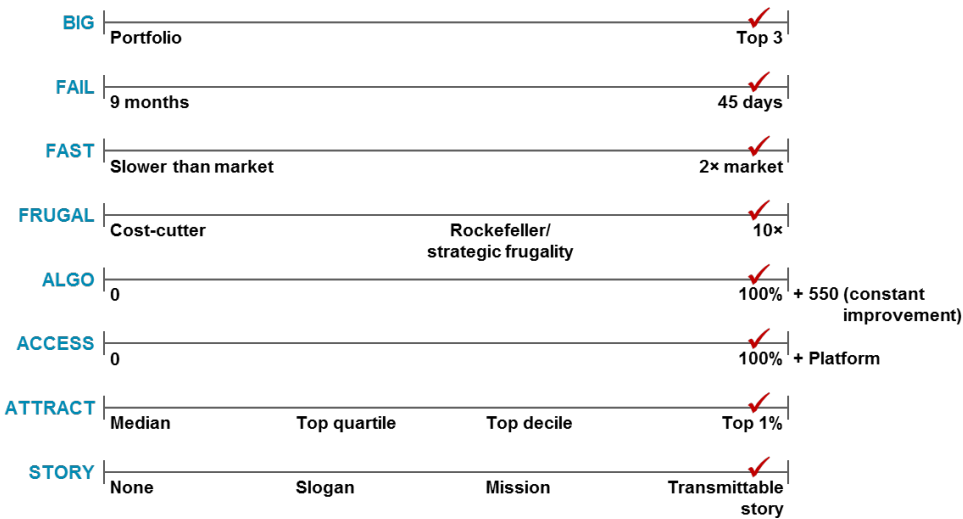 BIG
Portfolio Top 3
FAIL
9 months 45 days
FAST
Slower than market 2× market
FRUGAL
Cost-cutter Rockefeller/ 10×
strategic frugality
ALGO
0 100% + 550 (constant
improvement)
ACCESS
0 100% + Platform
ATTRACT
Median Top quartile Top decile Top 1%
STORY
None Slogan Mission Transmittable
story